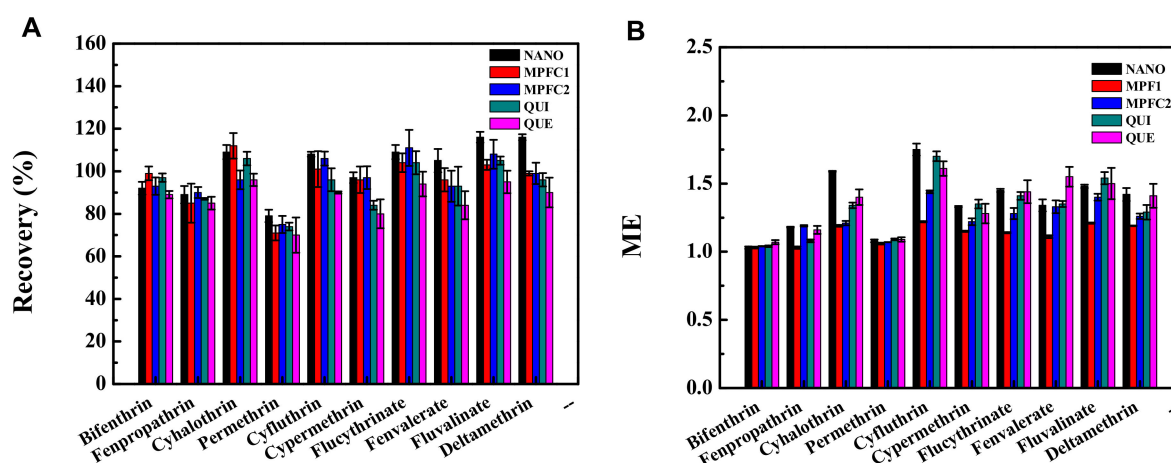 A
Recovery (%)
160
140
120
100
80
60
40
20
0
NANO
MPFC1
MPFC2
QUI
QUE
Bifenthrin
Fenpropathrin
Cyhalothrin
Permethrin
Cyfluthrin
Cypermethrin
Flucythrinate
Fenvalerate
Fluvalinate
Deltamethrin
--
B
ME
2.5
2.0
1.5
1.0
0.5
0.0
NANO
MPF1
MPFC2
QUI
QUE
Bifenthrin
Fenpropathrin
Cyhalothrin
Permethrin
Cyfluthrin
Cypermethrin
Flucythrinate
Fenvalerate
Fluvalinate
Deltamethrin
-